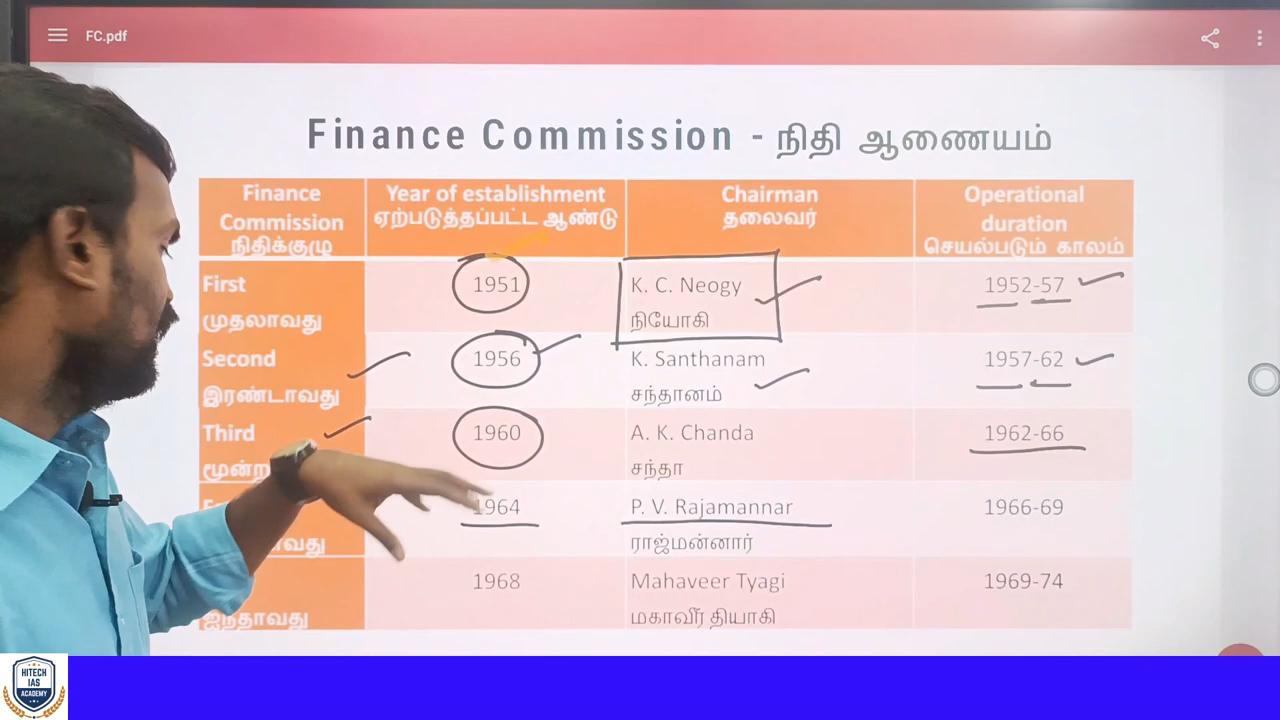 FC.pdf
Finance Commission - நிதி ஆணையம்
Finance Commission நிதிக்குழு
Year of establishment ஏற்படுத்தப்பட்ட ஆண்டு
Chairman தலைவர்
Operational duration செயல்படும் காலம்
First முதலாவது
1951
K. C. Neogy நியோகி
1952-57
Second இரண்டாவது
1956
K. Santhanam சந்தானம்
1957-62
Third
1960
A. K. Chanda சந்தா
1962-66
1964
P. V. Rajamannar ராஜ்மன்னார்
1966-69
ஐந்தாவது
1968
Mahaveer Tyagi மகாவீர் தியாகி
1969-74
HITECH
IAS
ACADEMY